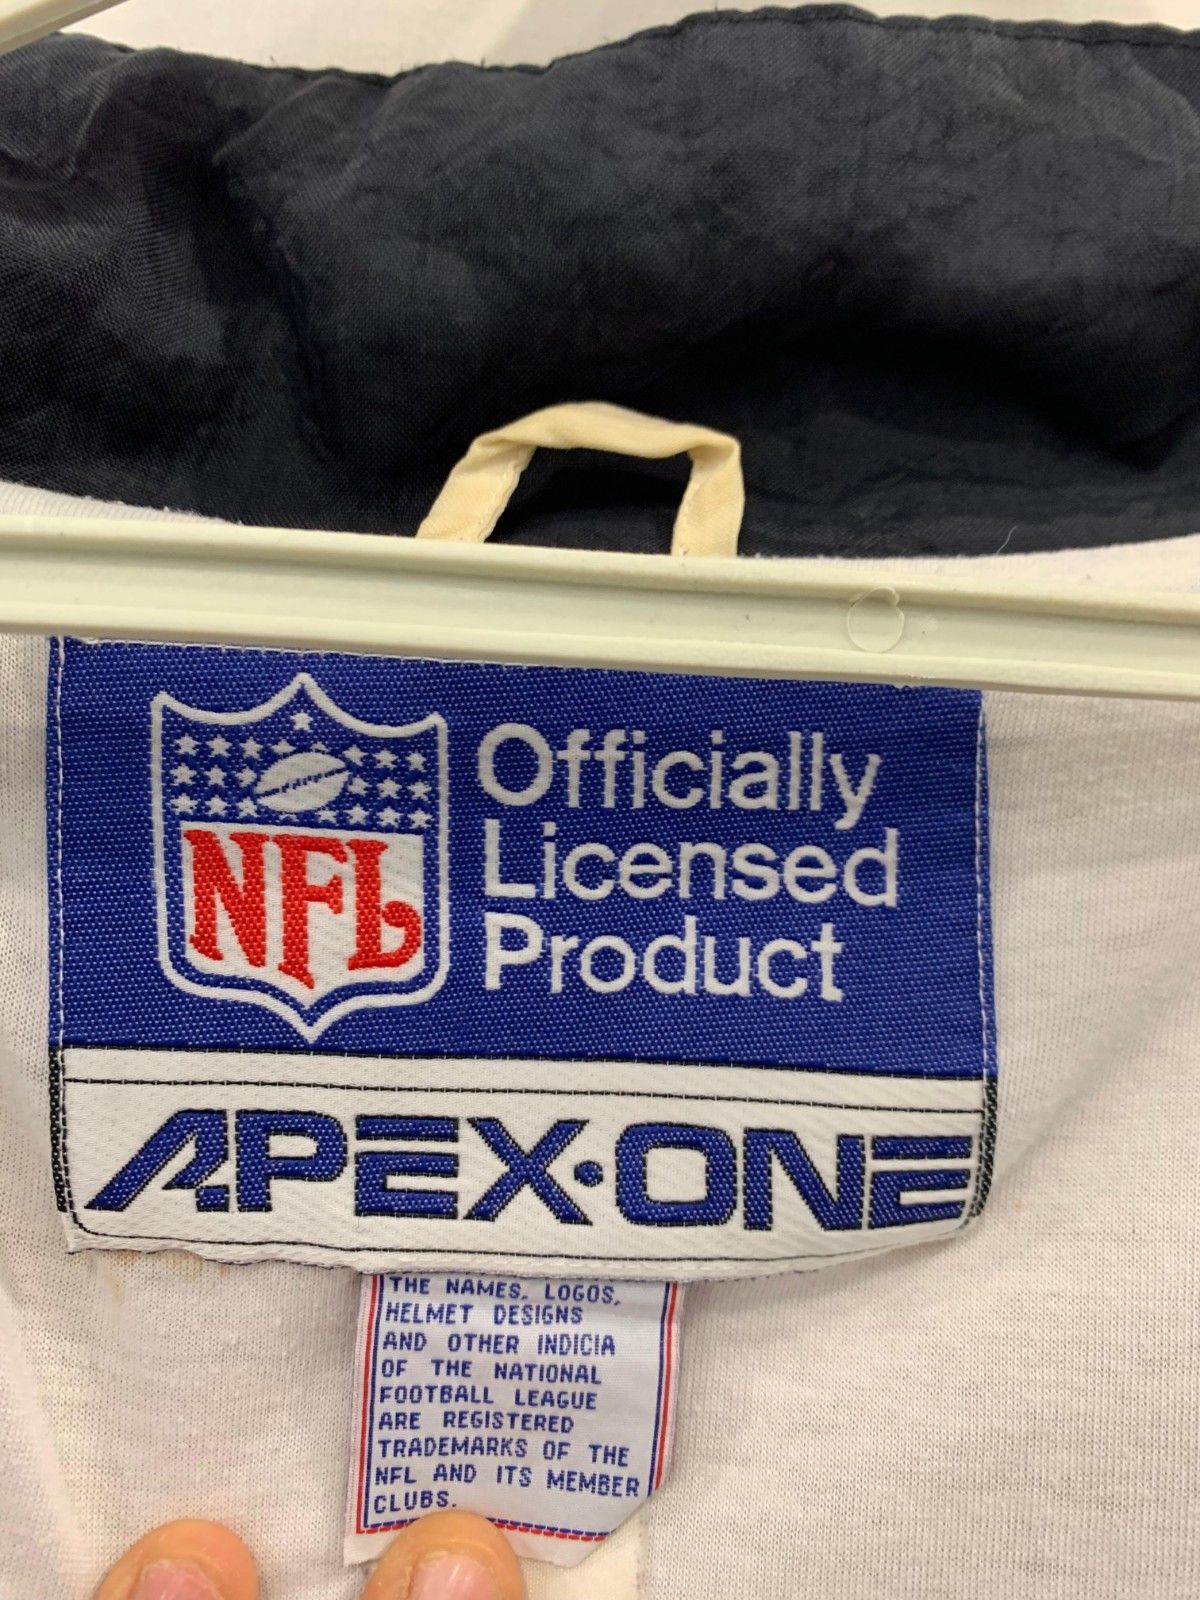 NFL
Officially
Licensed
Product
APEX·ONE
THE NAMES, LOGOS,
HELMET DESIGNS
AND OTHER INDICIA
OF THE NATIONAL
FOOTBALL LEAGUE
ARE REGISTERED
TRADEMARKS OF THE
NFL AND ITS MEMBER
CLUBS.